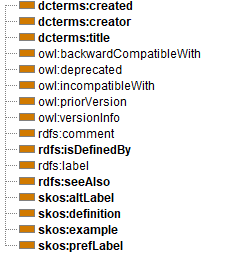 dcterms:created
dcterms:creator
dcterms:title
owl:backwardCompatibleWith
owl:deprecated
owl:incompatibleWith
owl:priorVersion
owl:versionInfo
rdfs:comment
rdfs:isDefinedBy
rdfs:label
rdfs:seeAlso
skos:altLabel
skos:definition
skos:example
skos:prefLabel